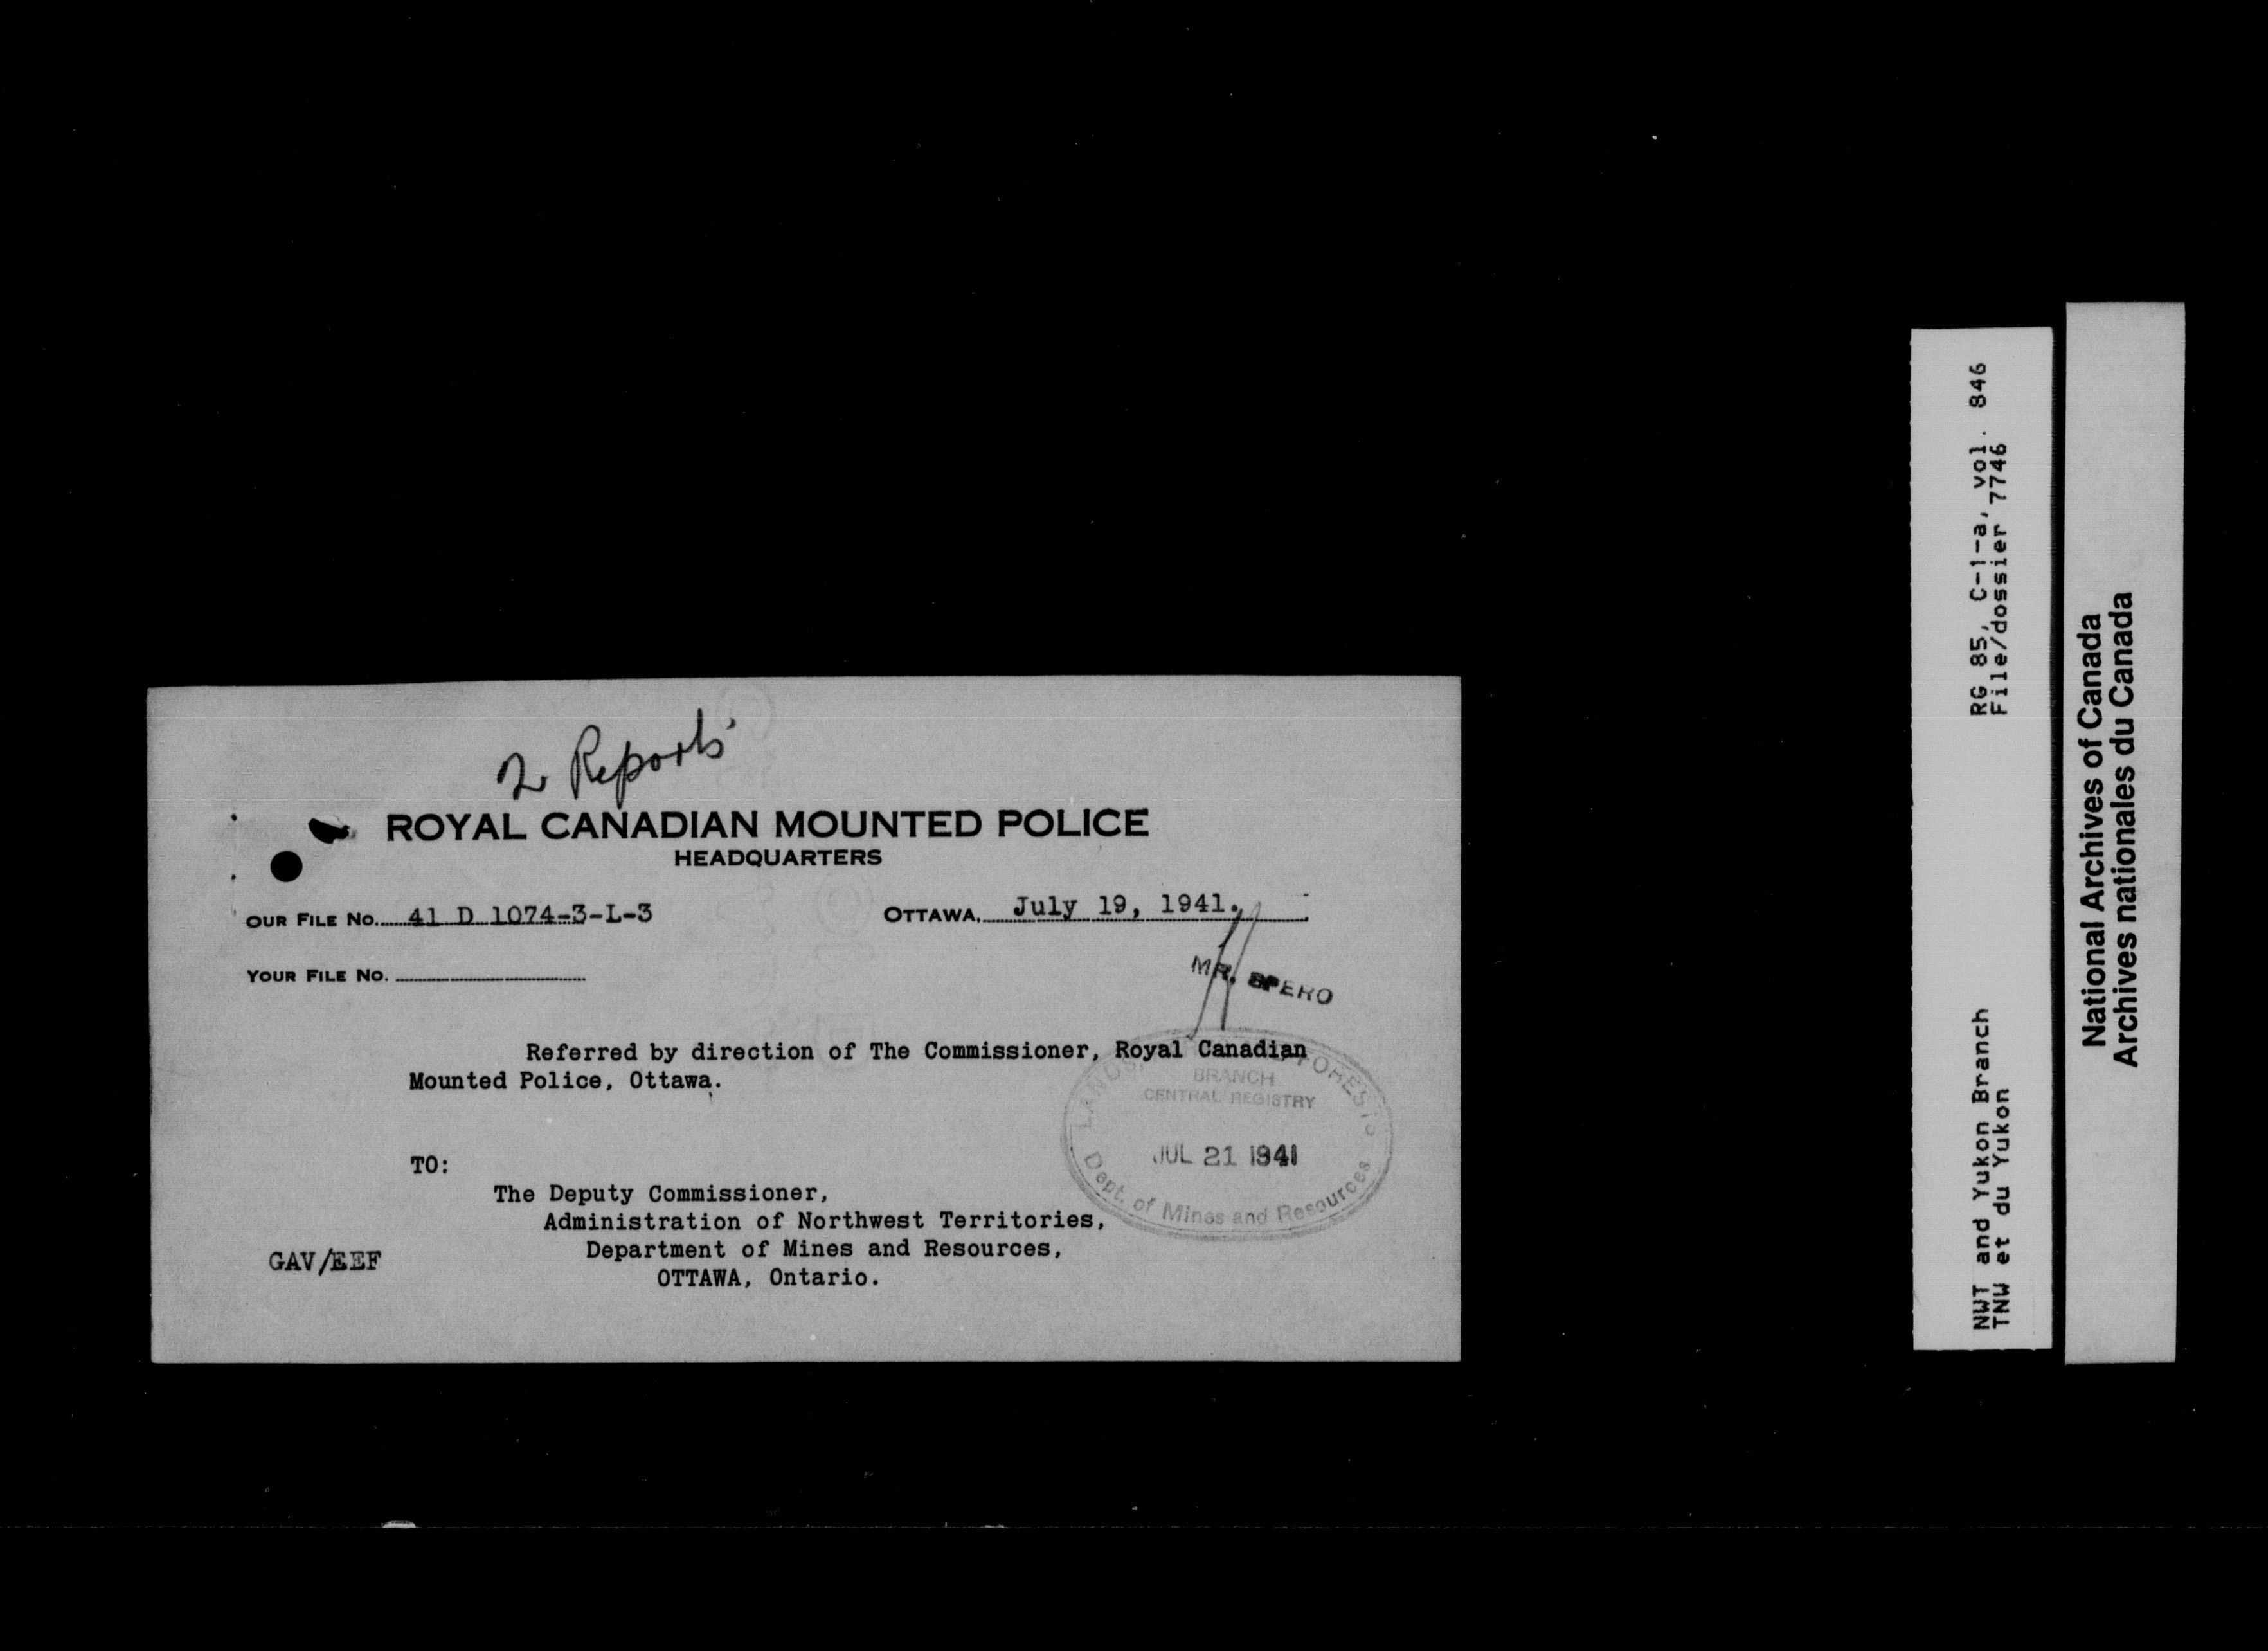 2 Reports
ROYAL CANADIAN MOUNTED POLICE
HEADQUARTERS
OUR FILE No. 41 D 1074-3-L-3
OTTAWA, July 19, 1941.
YOUR FILE No.
MR. SPERO
Referred by direction of The Commissioner, Royal Canadian
Mounted Police, Ottawa.
LANDS, FOREST
BRANCH
CENTRAL REGISTRY
JUL 21 1941
Dept. of Mines and Resources
TO:
The Deputy Commissioner,
Administration of Northwest Territories,
Department of Mines and Resources,
OTTAWA, Ontario.
GAV/EEF
NWT and Yukon Branch RG 85, C-1-a, vol. 846
TNW et du Yukon File/dossier 7746
National Archives of Canada
Archives nationales du Canada